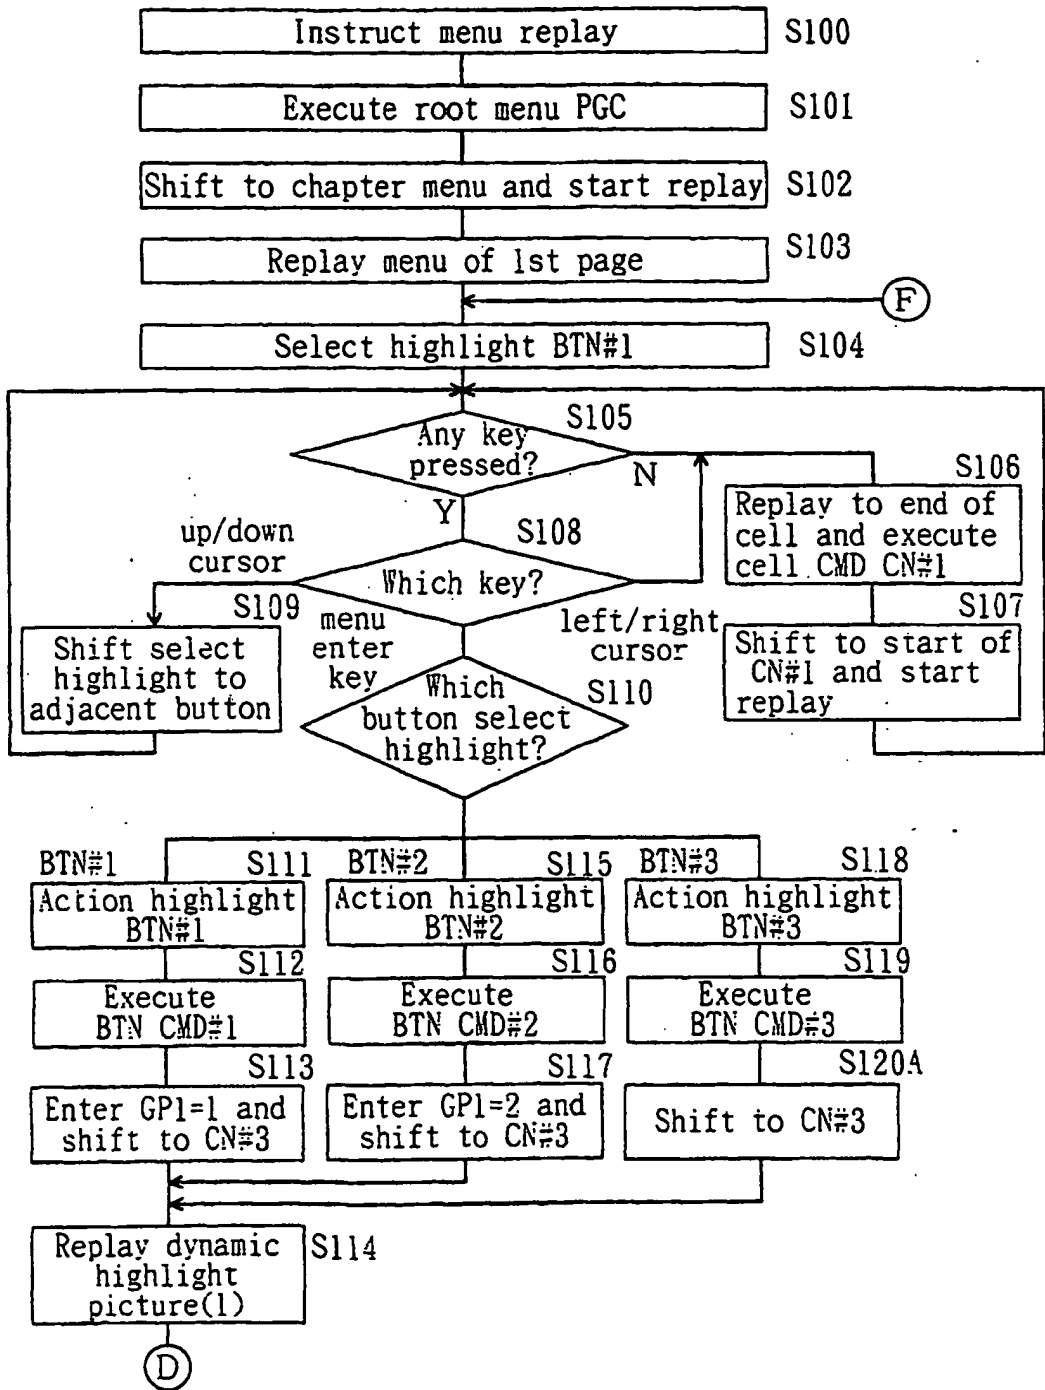 Instruct menu replay
S100
Execute root menu PGC
S101
Shift to chapter menu and start replay
S102
Replay menu of 1st page
S103
F
Select highlight BTN#1
S104
S105
Any key
pressed?
N
Y
S106
Replay to end of
cell and execute
cell CMD CN#1
S107
Shift to start of
CN#1 and start
replay
S108
Which key?
up/down
cursor
S109
Shift select
highlight to
adjacent button
menu
enter
key
left/right
cursor
S110
Which
button select
highlight?
BTN#1
S111
Action highlight
BTN#1
S112
Execute
BTN CMD#1
S113
Enter GP1=1 and
shift to CN#3
BTN#2
S115
Action highlight
BTN#2
S116
Execute
BTN CMD#2
S117
Enter GP1=2 and
shift to CN#3
BTN#3
S118
Action highlight
BTN#3
S119
Execute
BTN CMD#3
S120A
Shift to CN#3
Replay dynamic
highlight
picture(1)
S114
D